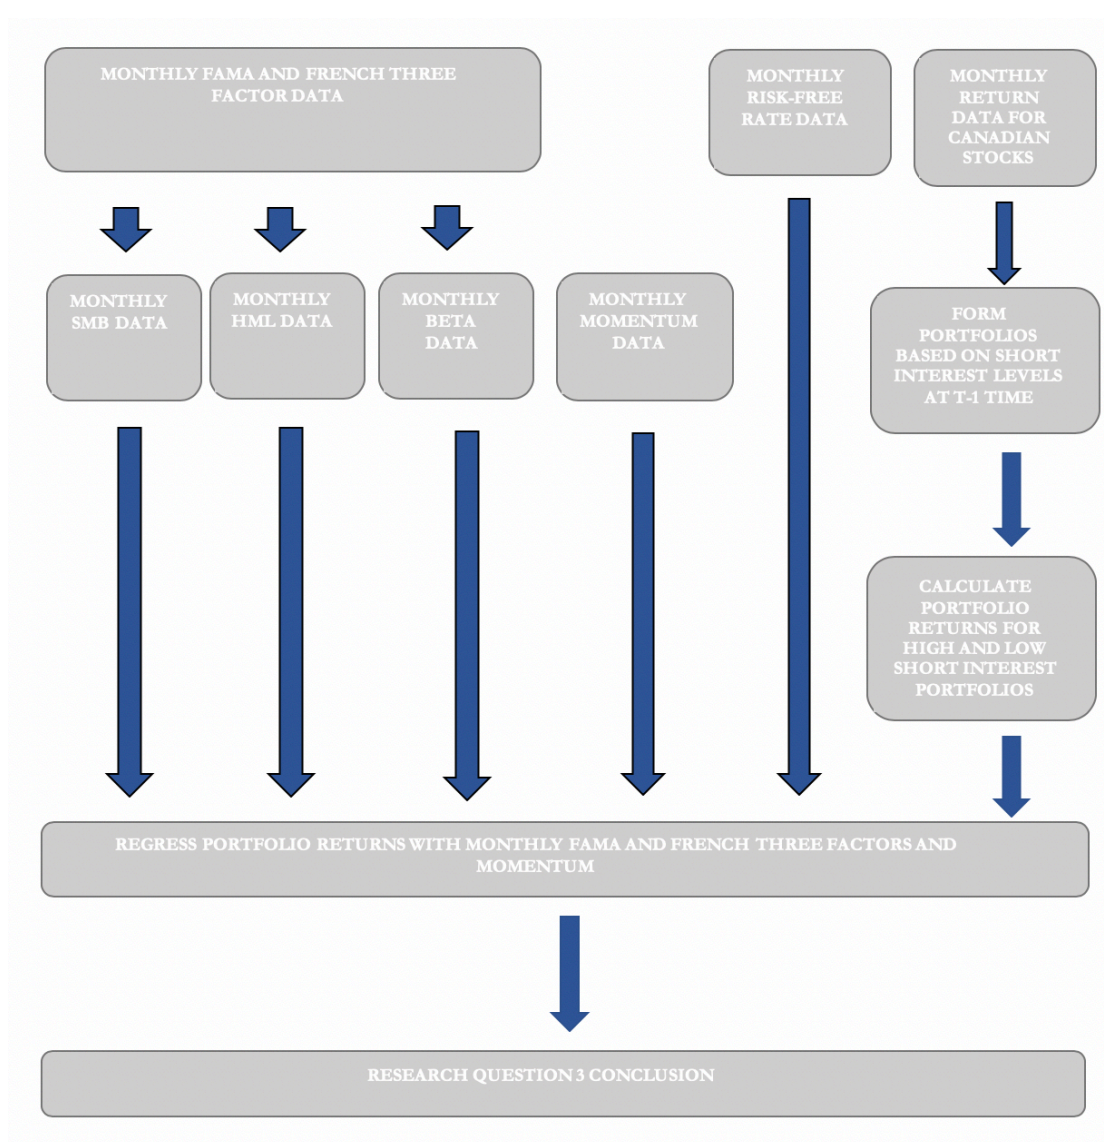 MONTHLY FAMA AND FRENCH THREE
FACTOR DATA
MONTHLY
RISK-FREE
RATE DATA
MONTHLY
RETURN
DATA FOR
CANADIAN
STOCKS
MONTHLY
SMB DATA
MONTHLY
HML DATA
MONTHLY
BETA
DATA
MONTHLY
MOMENTUM
DATA
FORM
PORTFOLIOS
BASED ON SHORT
INTEREST LEVELS
AT T-1 TIME
CALCULATE
PORTFOLIO
RETURNS FOR
HIGH AND LOW
SHORT INTEREST
PORTFOLIOS
REGRESS PORTFOLIO RETURNS WITH MONTHLY FAMA AND FRENCH THREE FACTORS AND
MOMENTUM
RESEARCH QUESTION 3 CONCLUSION